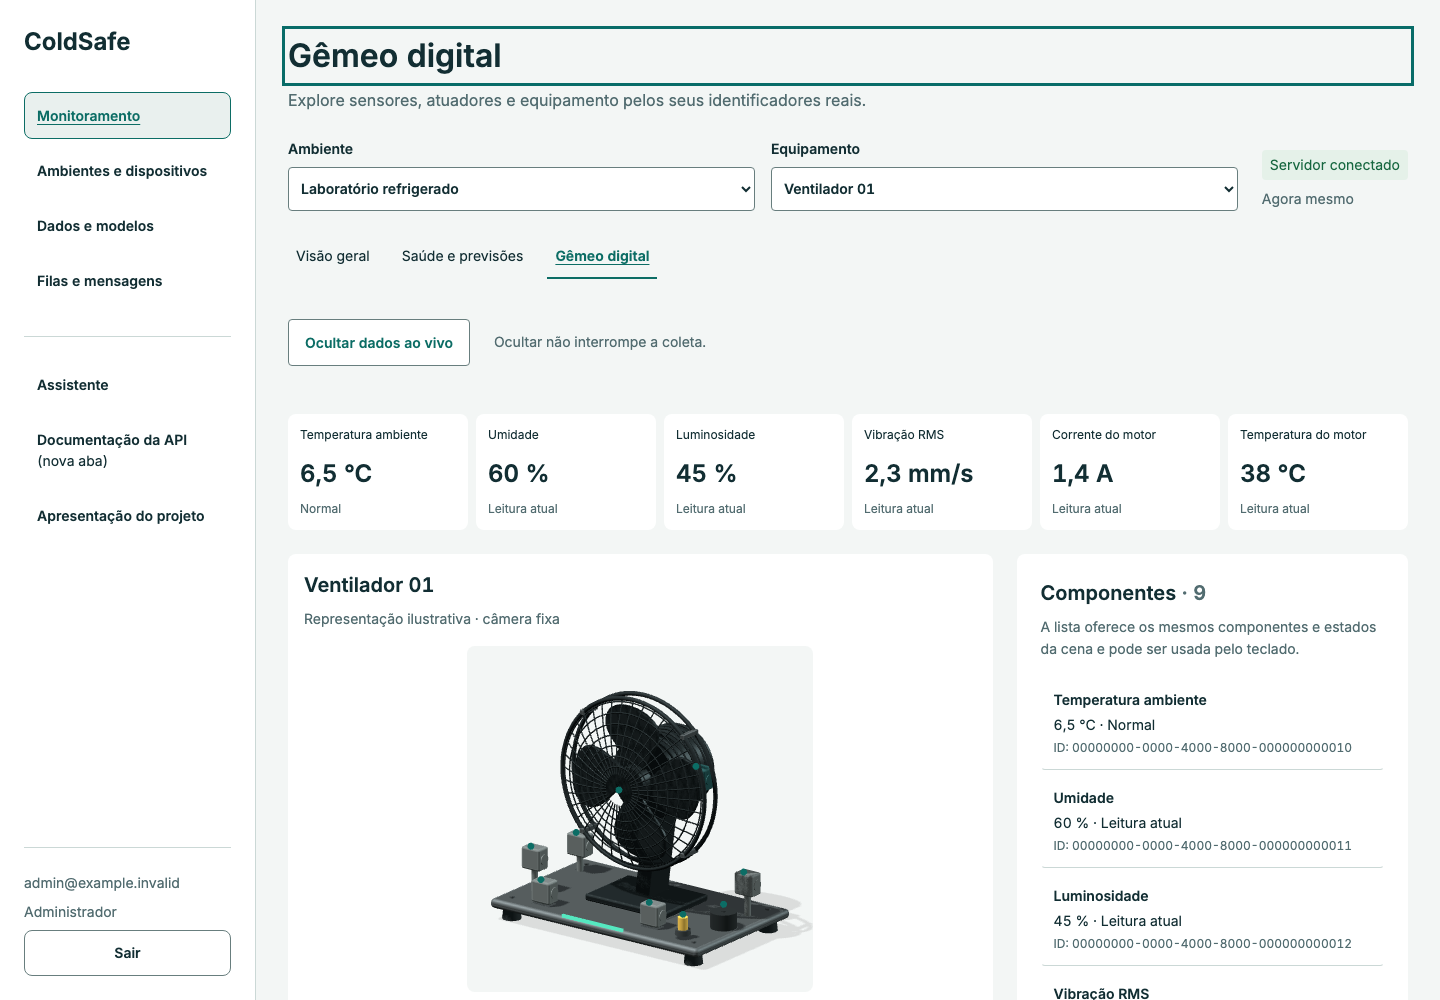 ColdSafe
Monitoramento
Ambientes e dispositivos
Dados e modelos
Filas e mensagens
Assistente
Documentação da API
(nova aba)
Apresentação do projeto
admin@example.invalid
Administrador
Sair
Gêmeo digital
Explore sensores, atuadores e equipamento pelos seus identificadores reais.
Ambiente
Laboratório refrigerado
Equipamento
Ventilador 01
Servidor conectado
Agora mesmo
Visão geral
Saúde e previsões
Gêmeo digital
Ocultar dados ao vivo
Ocultar não interrompe a coleta.
Temperatura ambiente
6,5 °C
Normal
Umidade
60 %
Leitura atual
Luminosidade
45 %
Leitura atual
Vibração RMS
2,3 mm/s
Leitura atual
Corrente do motor
1,4 A
Leitura atual
Temperatura do motor
38 °C
Leitura atual
Ventilador 01
Representação ilustrativa · câmera fixa
Componentes · 9
A lista oferece os mesmos componentes e estados
da cena e pode ser usada pelo teclado.
Temperatura ambiente
6,5 °C · Normal
ID: 00000000-0000-4000-8000-000000000010
Umidade
60 % · Leitura atual
ID: 00000000-0000-4000-8000-000000000011
Luminosidade
45 % · Leitura atual
ID: 00000000-0000-4000-8000-000000000012
Vibração RMS